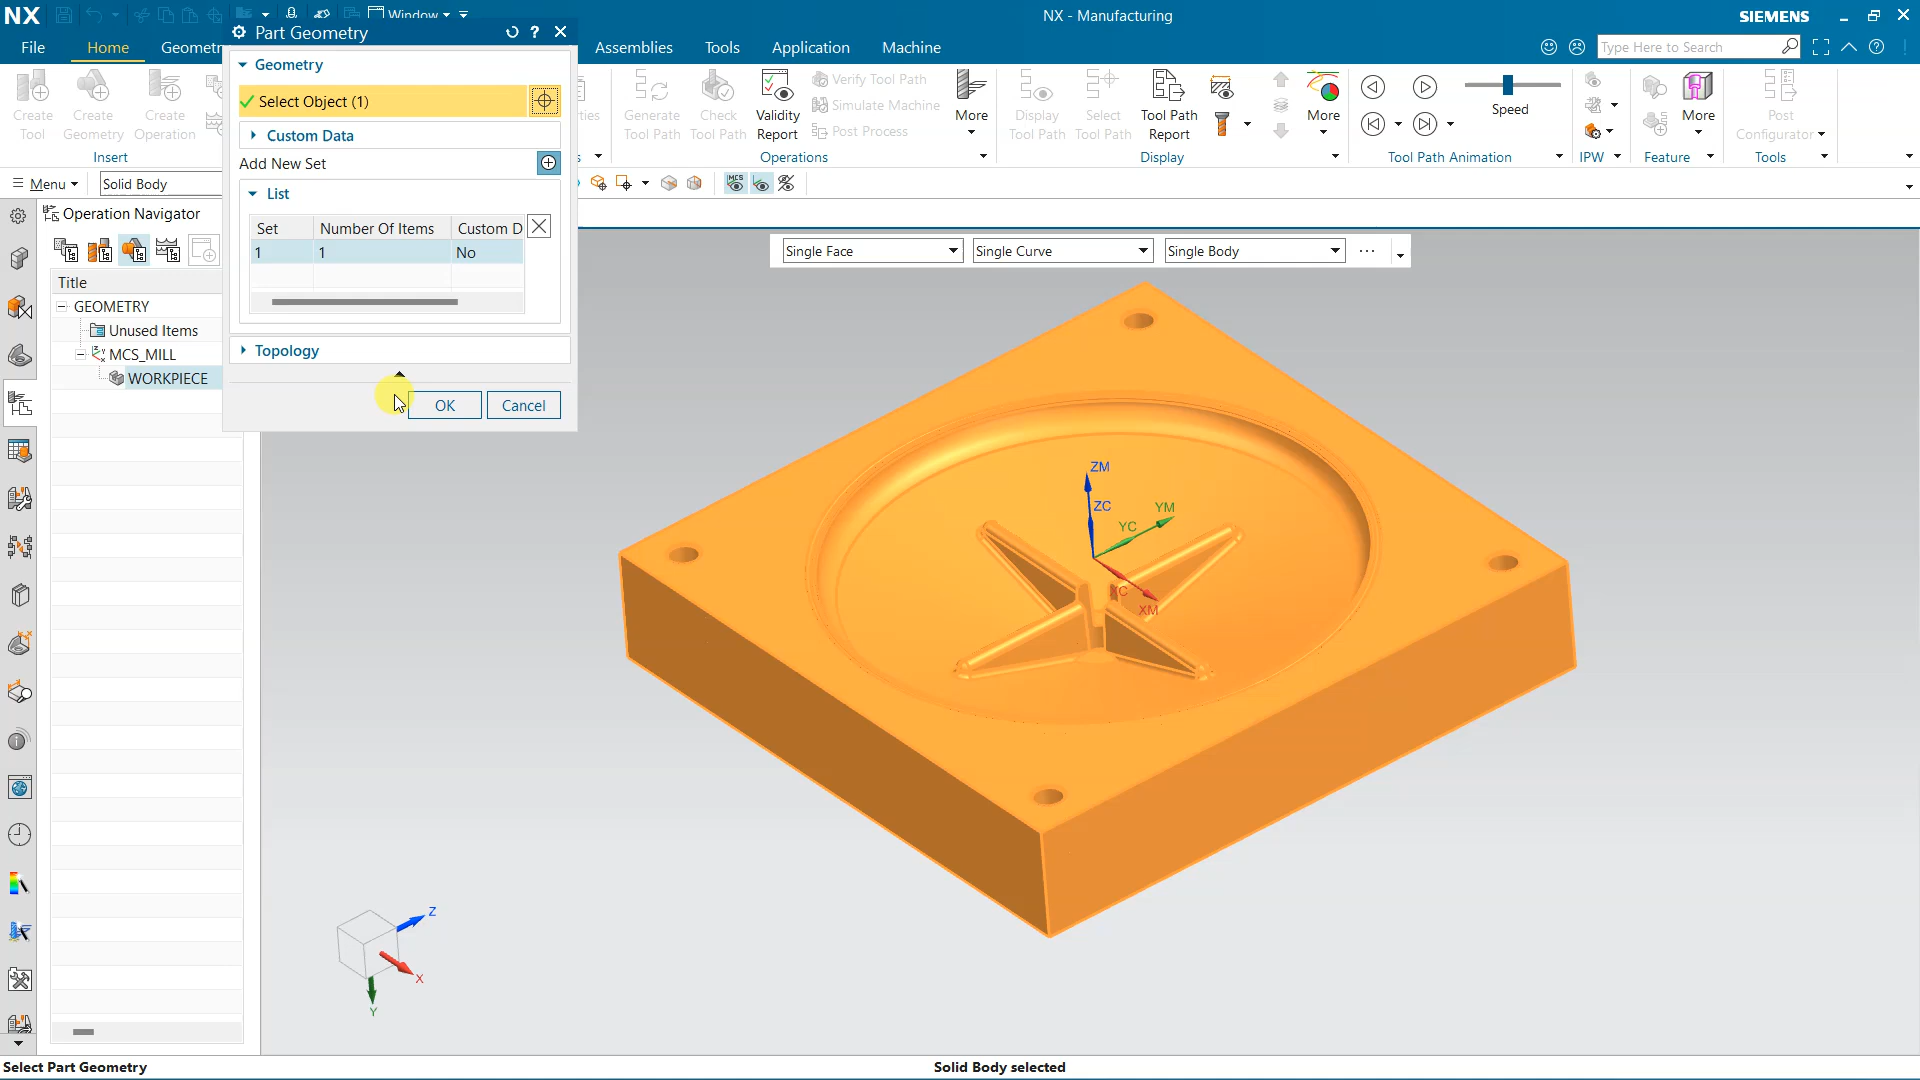 NX
Window
NX - Manufacturing
SIEMENS
File
Home
Geometr
Assemblies
Tools
Application
Machine
Type Here to Search
Part Geometry
Geometry
Select Object (1)
Custom Data
Add New Set
List
Set
Number Of Items
Custom D
1
1
No
Topology
OK
Cancel
Create Tool
Create Geometry
Create Operation
Insert
ties
s
Generate Tool Path
Check Tool Path
Validity Report
Verify Tool Path
Simulate Machine
Post Process
More
Operations
Display Tool Path
Select Tool Path
Tool Path Report
More
Display
Speed
Tool Path Animation
IPW
More
Feature
Post Configurator
Tools
Menu
Solid Body
MCS
Operation Navigator
Title
GEOMETRY
Unused Items
MCS_MILL
WORKPIECE
Single Face
Single Curve
Single Body
ZM
ZC
YM
YC
XC
XM
Z
X
Y
Select Part Geometry
Solid Body selected